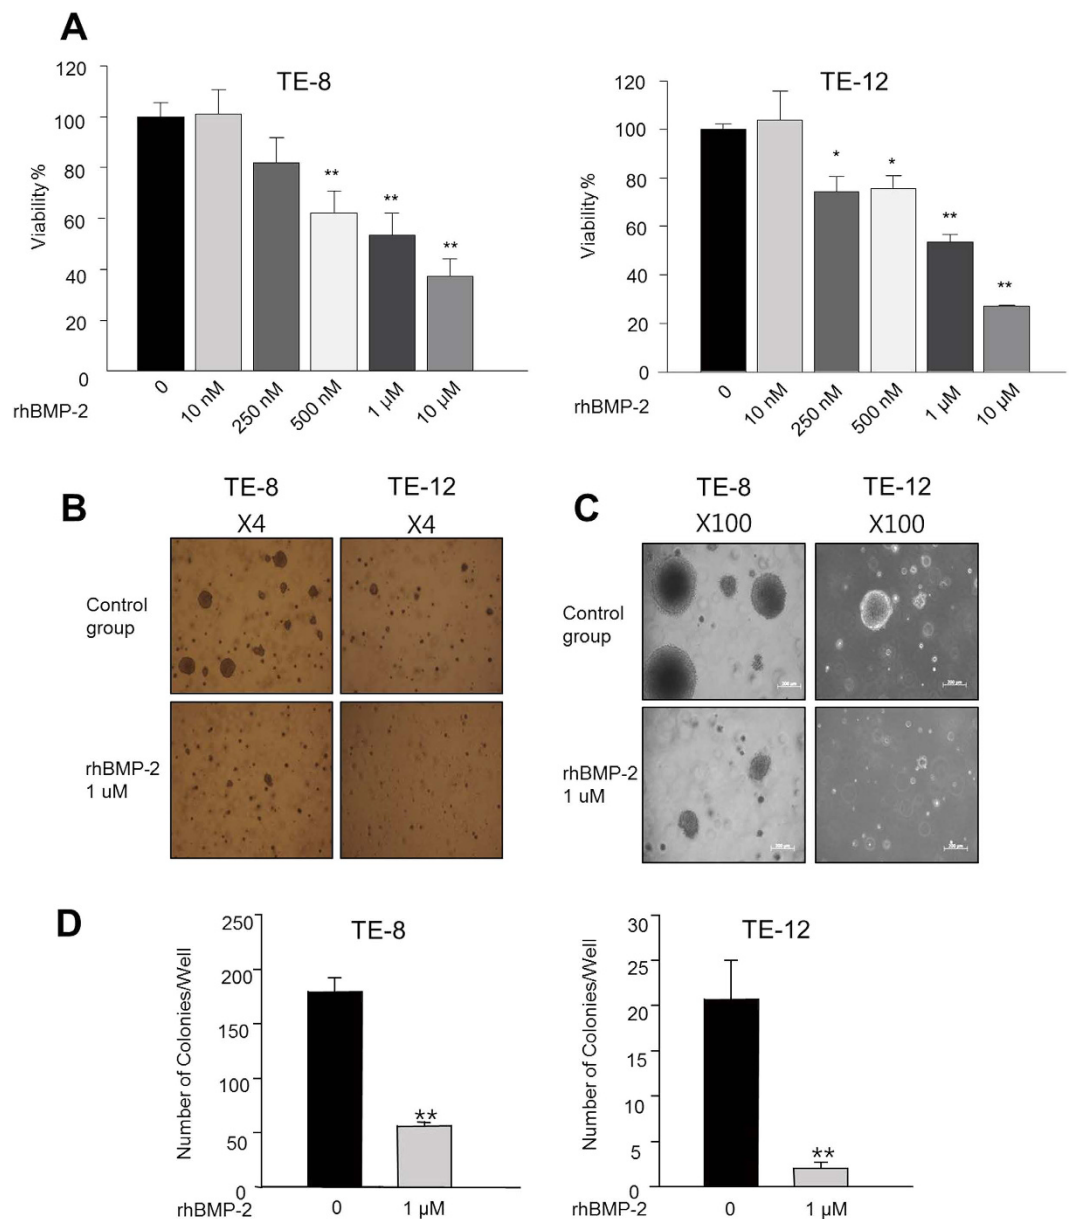 A
TE-8
120
100
80
60
40
20
0
Viability %
**
**
**
0
10 nM
250 nM
500 nM
1 µM
10 µM
rhBMP-2
TE-12
120
100
80
60
40
20
0
Viability %
*
*
**
**
0
10 nM
250 nM
500 nM
1 µM
10 µM
rhBMP-2
B
TE-8
TE-12
X4
X4
Control
group
rhBMP-2
1 uM
C
TE-8
TE-12
X100
X100
Control
group
rhBMP-2
1 uM
D
TE-8
250
200
150
100
50
0
Number of Colonies/Well
**
rhBMP-2
0
1 µM
TE-12
30
25
20
15
10
5
0
Number of Colonies/Well
**
rhBMP-2
0
1 µM